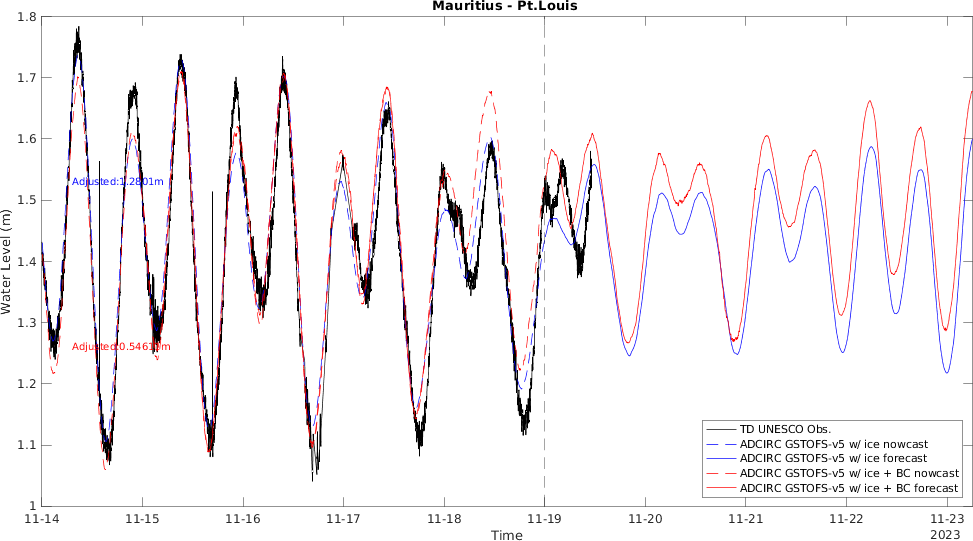 Mauritius - Pt.Louis
1.8
1.7
1.6
1.5
1.4
1.3
1.2
1.1
1
Water Level (m)
Adjusted:1.2801m
11-14
11-15
11-16
11-17
11-18
11-19
11-20
11-21
11-22
11-23
2023
Time
TD UNESCO Obs.
ADCIRC GSTOFS-v5 w/ ice nowcast
ADCIRC GSTOFS-v5 w/ ice forecast
ADCIRC GSTOFS-v5 w/ ice + BC nowcast
ADCIRC GSTOFS-v5 w/ ice + BC forecast